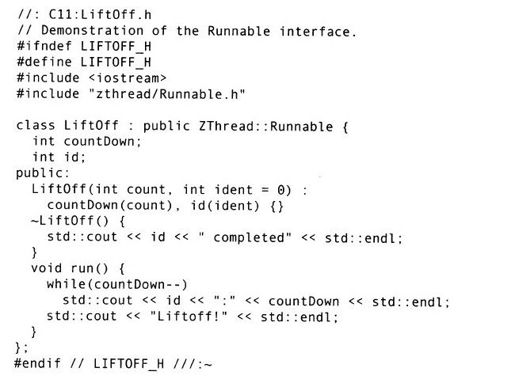 //: C11:LiftOff.h
// Demonstration of the Runnable interface.
#ifndef LIFTOFF_H
#define LIFTOFF_H
#include <iostream>
#include "zthread/Runnable.h"

class LiftOff : public ZThread::Runnable {
  int countDown;
  int id;
public:
  LiftOff(int count, int ident = 0) :
    countDown(count), id(ident) {}
  ~LiftOff() {
    std::cout << id << " completed" << std::endl;
  }
  void run() {
    while(countDown--)
      std::cout << id << ":" << countDown << std::endl;
    std::cout << "Liftoff!" << std::endl;
  }
};
#endif // LIFTOFF_H ///:~